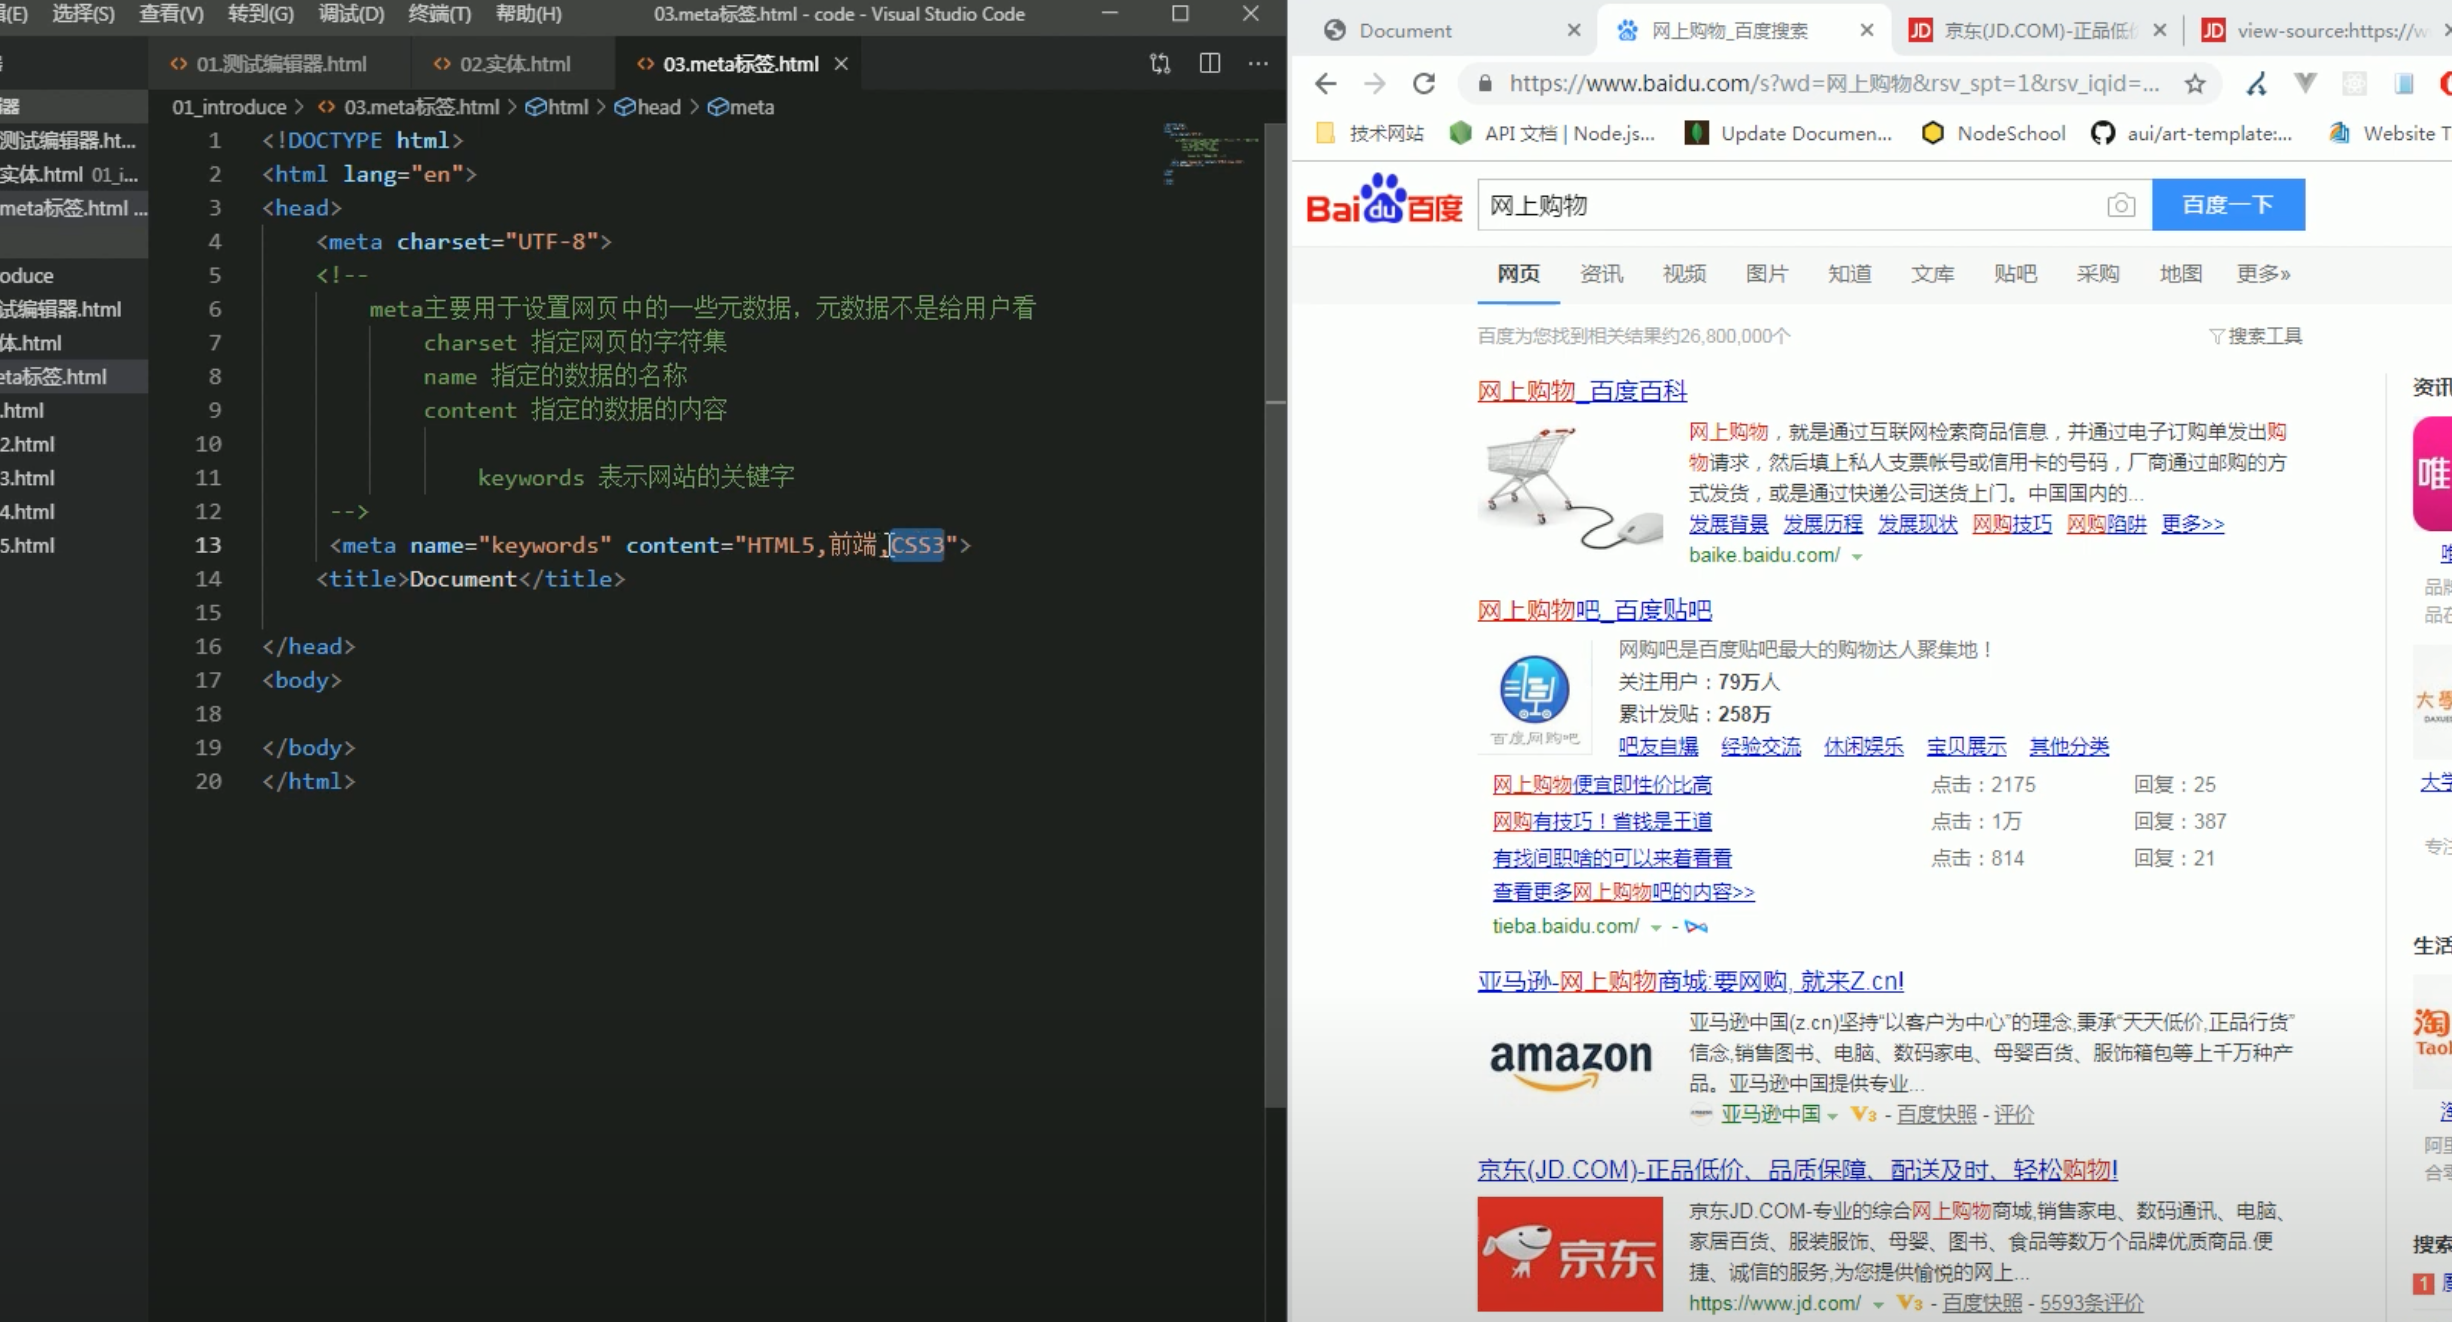 选择(S) 查看(V) 转到(G) 调试(D) 终端(T) 帮助(H) 03.meta标签.html - code - Visual Studio Code
01.测试编辑器.html 02.实体.html 03.meta标签.html
01_introduce > html > head > meta
01_introduce > 03.meta标签.html > html > head > meta
测试编辑器.ht...
实体.html 01_i...
meta标签.html ...
oduce
试编辑器.html
体.html
eta标签.html
.html
2.html
3.html
4.html
5.html
1 <!DOCTYPE html>
2 <html lang="en">
3 <head>
4 <meta charset="UTF-8">
5 <!--
6 meta主要用于设置网页中的一些元数据，元数据不是给用户看
7 charset 指定网页的字符集
8 name 指定的数据的名称
9 content 指定的数据的内容
10
11 keywords 表示网站的关键字
12 -->
13 <meta name="keywords" content="HTML5,前端,CSS3">
14 <title>Document</title>
15
16 </head>
17 <body>
18
19 </body>
20 </html>
Document 网上购物_百度搜索 京东(JD.COM)-正品低 view-source:https://w
https://www.baidu.com/s?wd=网上购物&rsv_spt=1&rsv_iqid=...
技术网站 API 文档 | Node.js... Update Documen... NodeSchool aui/art-template:... Website T
Bai du 百度 网上购物 百度一下
网页 资讯 视频 图片 知道 文库 贴吧 采购 地图 更多»
百度为您找到相关结果约26,800,000个 搜索工具
网上购物_百度百科
网上购物，就是通过互联网检索商品信息，并通过电子订购单发出购
物请求，然后填上私人支票帐号或信用卡的号码，厂商通过邮购的方
式发货，或是通过快递公司送货上门。中国国内的...
发展背景 发展历程 发展现状 网购技巧 网购陷阱 更多>>
baike.baidu.com/
网上购物吧_百度贴吧
网购吧是百度贴吧最大的购物达人聚集地！
关注用户：79万人
累计发贴：258万
百度网购吧
吧友自爆 经验交流 休闲娱乐 宝贝展示 其他分类
网上购物便宜即性价比高 点击：2175 回复：25
网购有技巧！省钱是王道 点击：1万 回复：387
有找间职啥的可以来着看看 点击：814 回复：21
查看更多网上购物吧的内容>>
tieba.baidu.com/ -
亚马逊-网上购物商城:要网购, 就来Z.cn!
amazon
亚马逊中国(z.cn)坚持“以客户为中心”的理念,秉承“天天低价,正品行货”
信念,销售图书、电脑、数码家电、母婴百货、服饰箱包等上千万种产
品。亚马逊中国提供专业...
亚马逊中国 V3 - 百度快照 - 评价
京东(JD.COM)-正品低价、品质保障、配送及时、轻松购物!
京东
京东JD.COM-专业的综合网上购物商城,销售家电、数码通讯、电脑、
家居百货、服装服饰、母婴、图书、食品等数万个品牌优质商品.便
捷、诚信的服务,为您提供愉悦的网上...
https://www.jd.com/ V3 - 百度快照 - 5593条评价
资讯
唯
品牌
品在
大學
大学
专注
生活
淘
Taol
阿里
合零
搜索
1